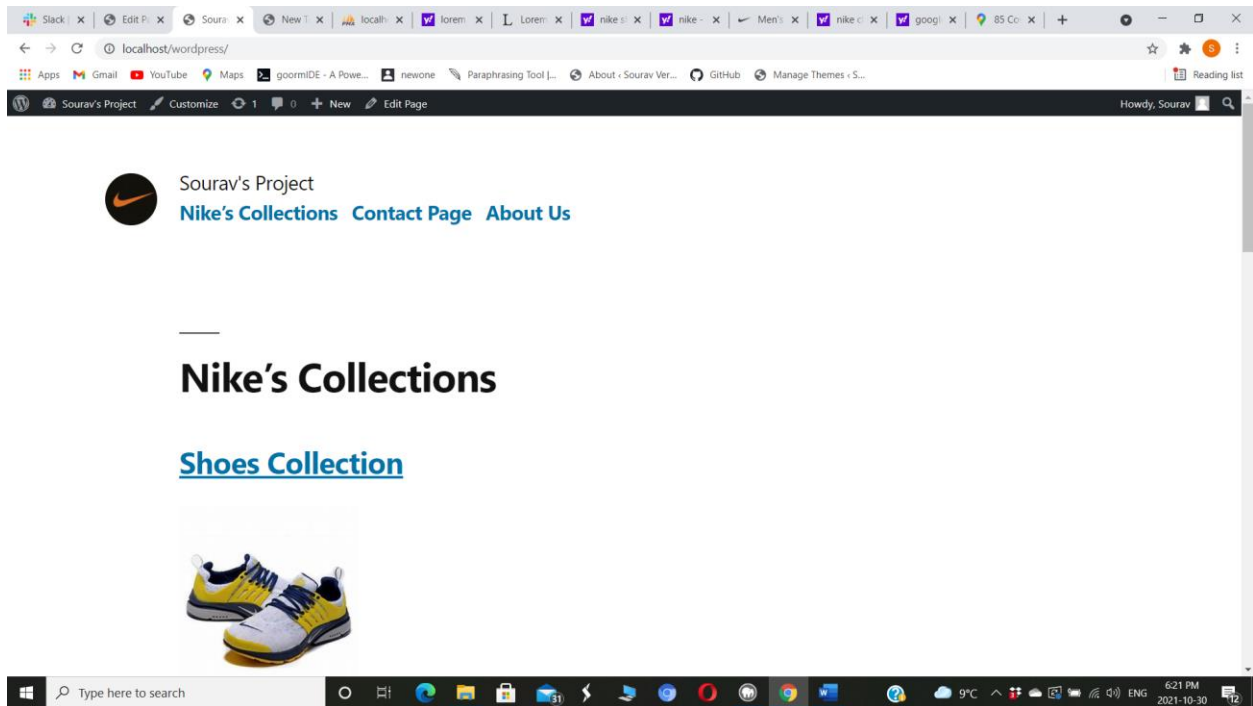 Slack | Edit P Soura New T localh lorem Lorem nike s nike - Men's nike c googl 85 Co
localhost/wordpress/
Apps Gmail YouTube Maps goormIDE - A Powe... newone Paraphrasing Tool |... About ‹ Sourav Ver... GitHub Manage Themes ‹ S... Reading list
Sourav's Project Customize 1 0 + New Edit Page Howdy, Sourav
Sourav's Project
Nike's Collections Contact Page About Us
Nike's Collections
Shoes Collection
Type here to search 31 9°C ENG 6:21 PM
2021-10-30 12